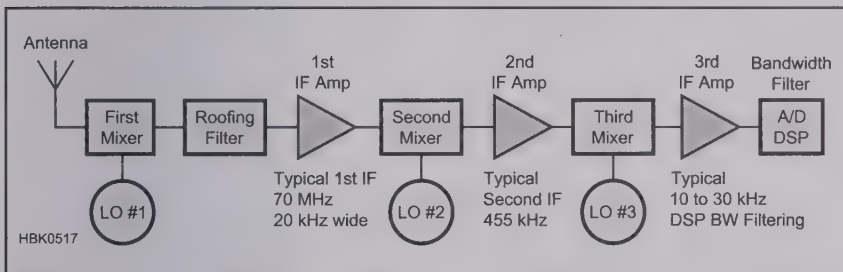 Antenna
1st
IF Amp
2nd
IF Amp
3rd
IF Amp
Bandwidth
Filter
First
Mixer
Roofing
Filter
Second
Mixer
Third
Mixer
A/D
DSP
LO #1
Typical 1st IF
70 MHz
20 kHz wide
LO #2
Typical
Second IF
455 kHz
LO #3
Typical
10 to 30 kHz
DSP BW Filtering
HBK0517